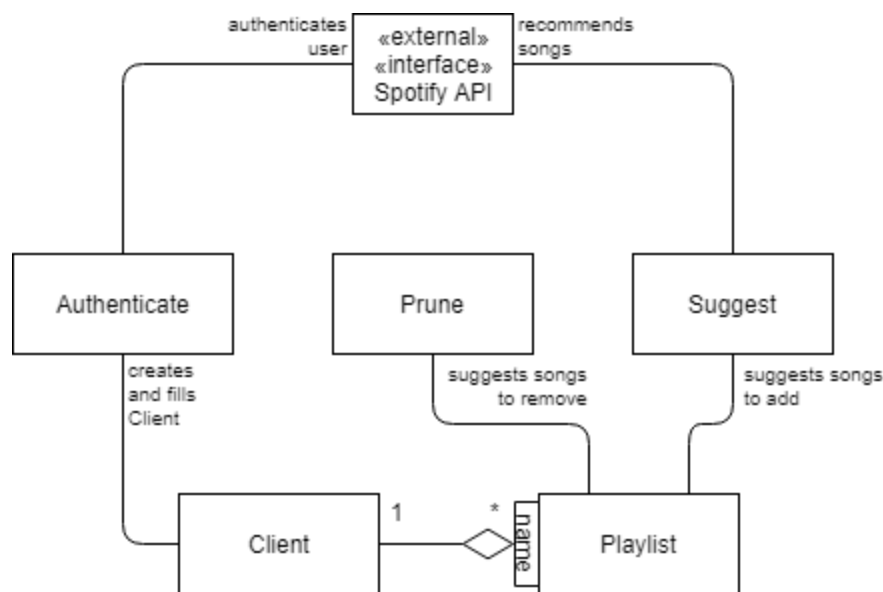 authenticates
user
«external»
«interface»
Spotify API
recommends
songs
Authenticate
Prune
Suggest
creates
and fills
Client
suggests songs
to remove
suggests songs
to add
Client
1
*
name
Playlist